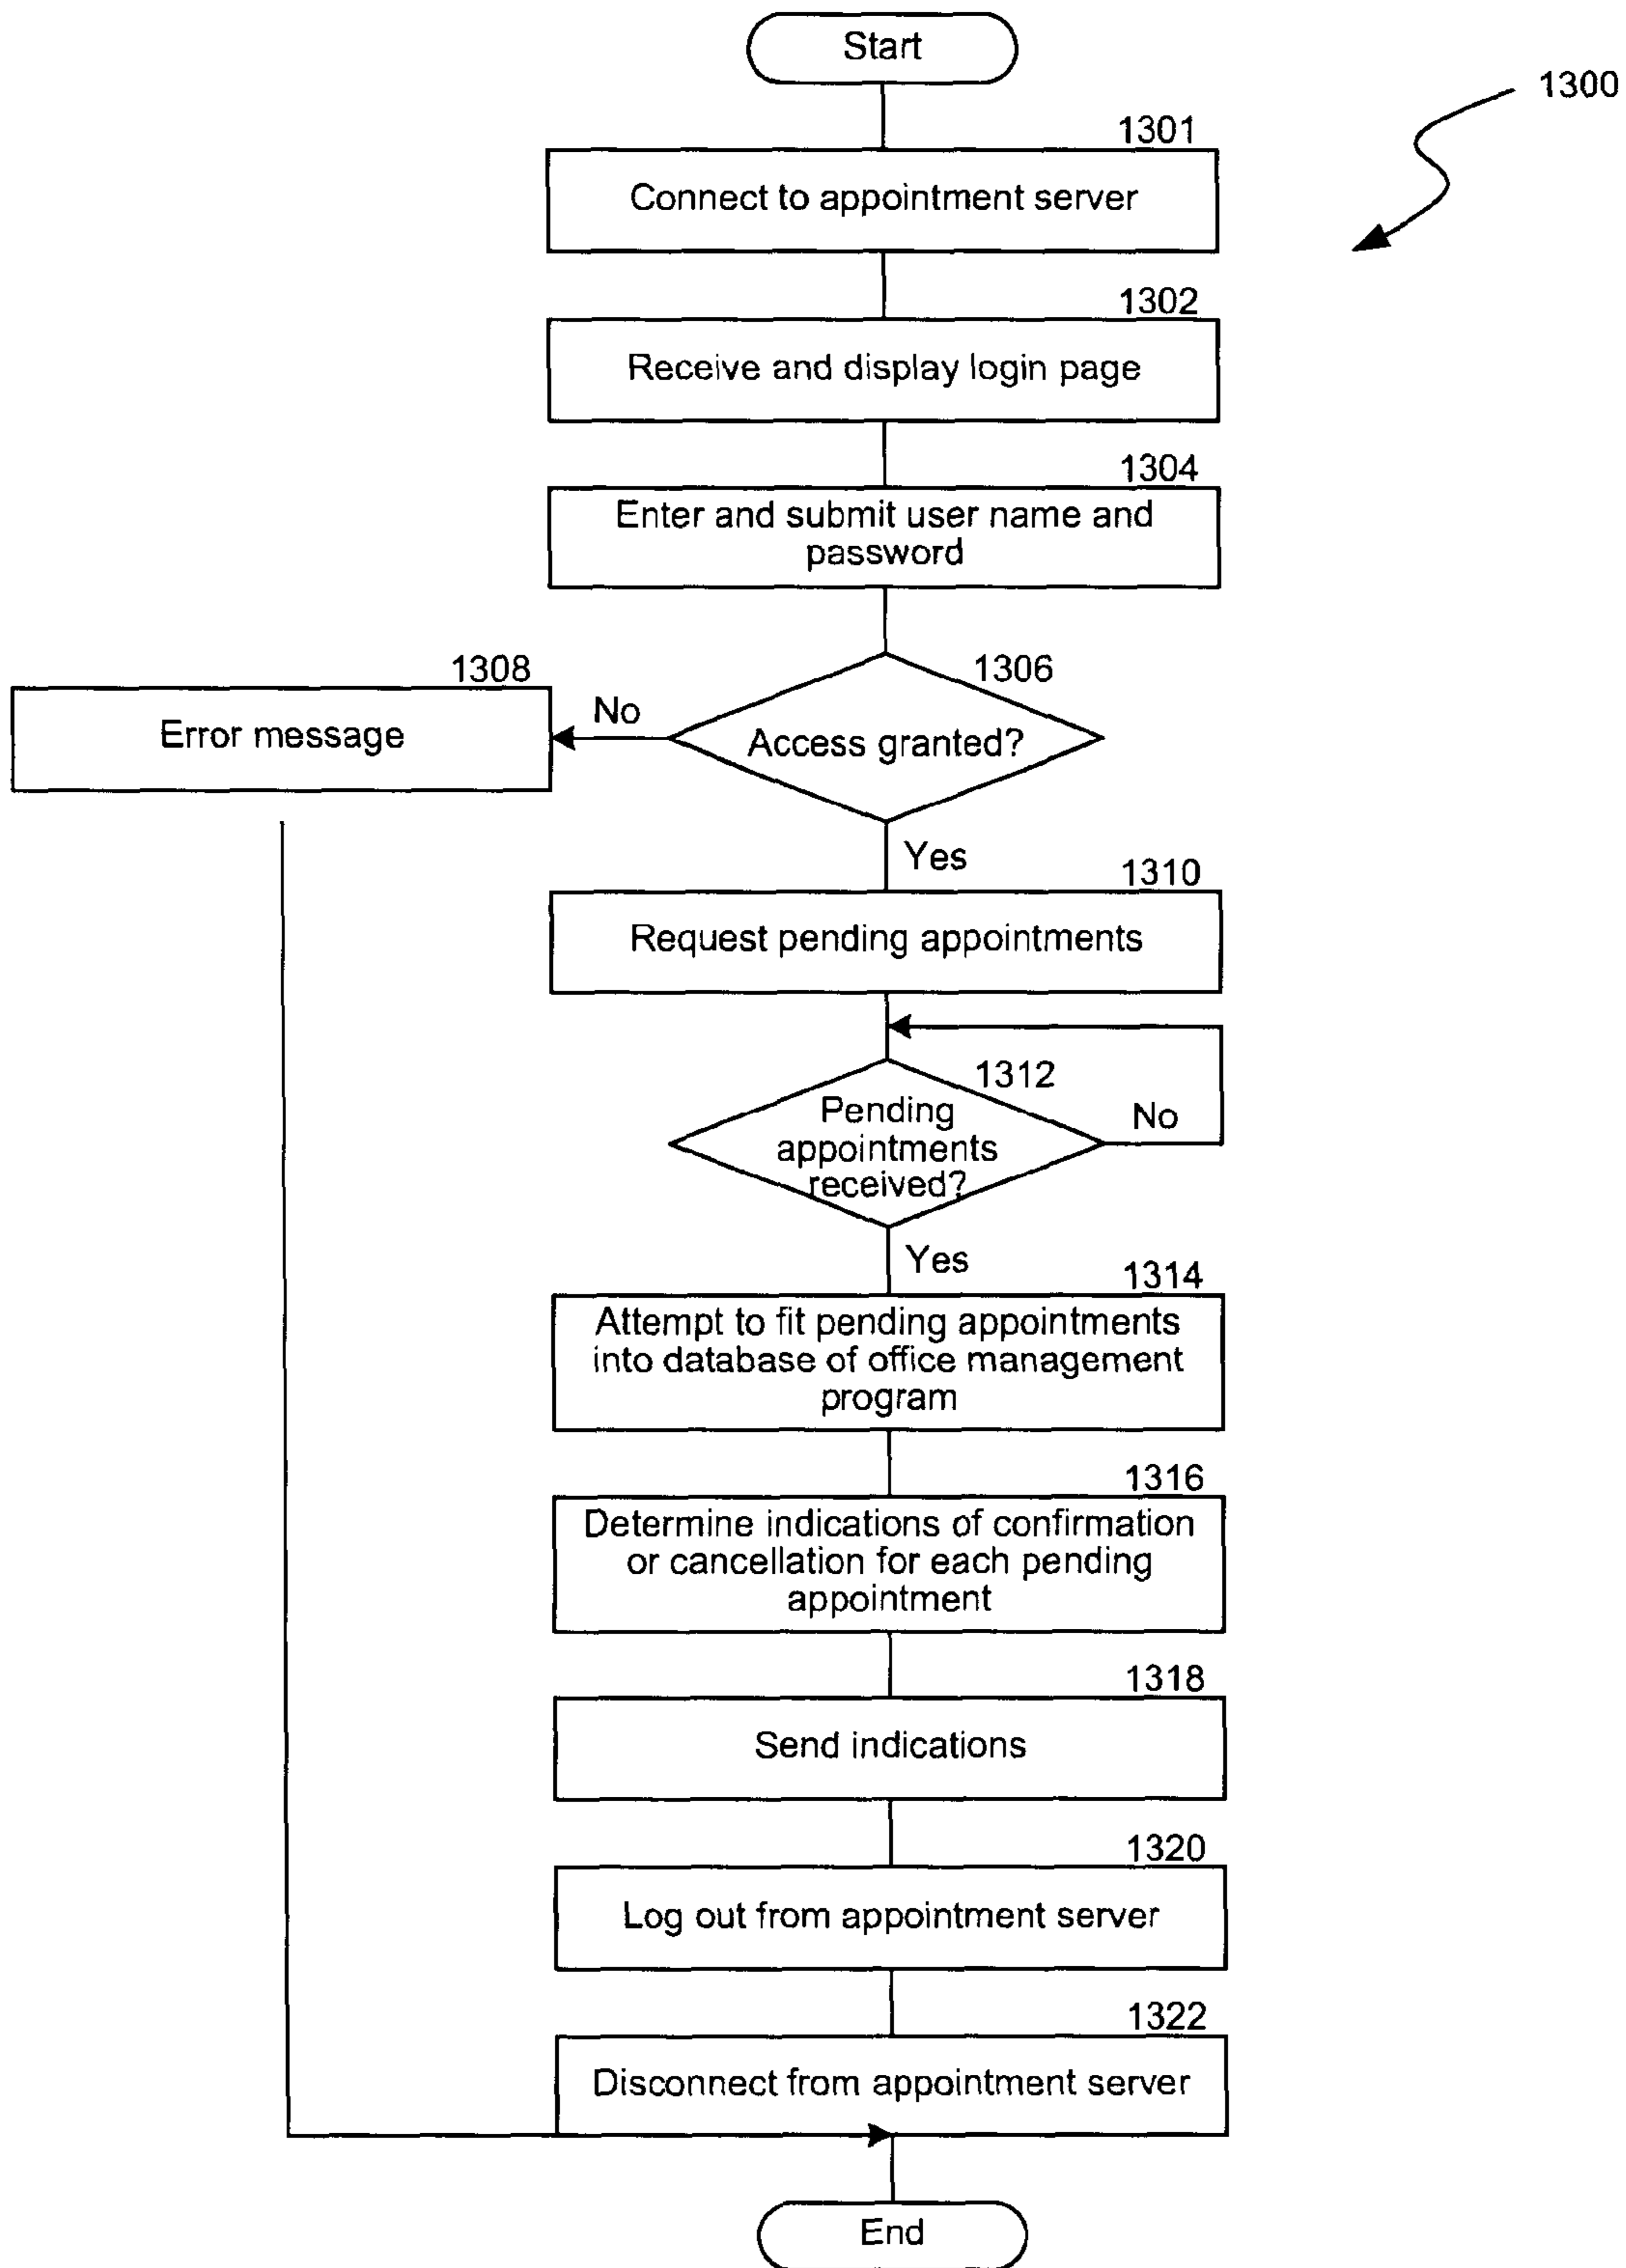 Start
1300
1301
Connect to appointment server
1302
Receive and display login page
1304
Enter and submit user name and
password
1308
Error message
No
1306
Access granted?
Yes
1310
Request pending appointments
1312
Pending
appointments
received?
No
Yes
1314
Attempt to fit pending appointments
into database of office management
program
1316
Determine indications of confirmation
or cancellation for each pending
appointment
1318
Send indications
1320
Log out from appointment server
1322
Disconnect from appointment server
End